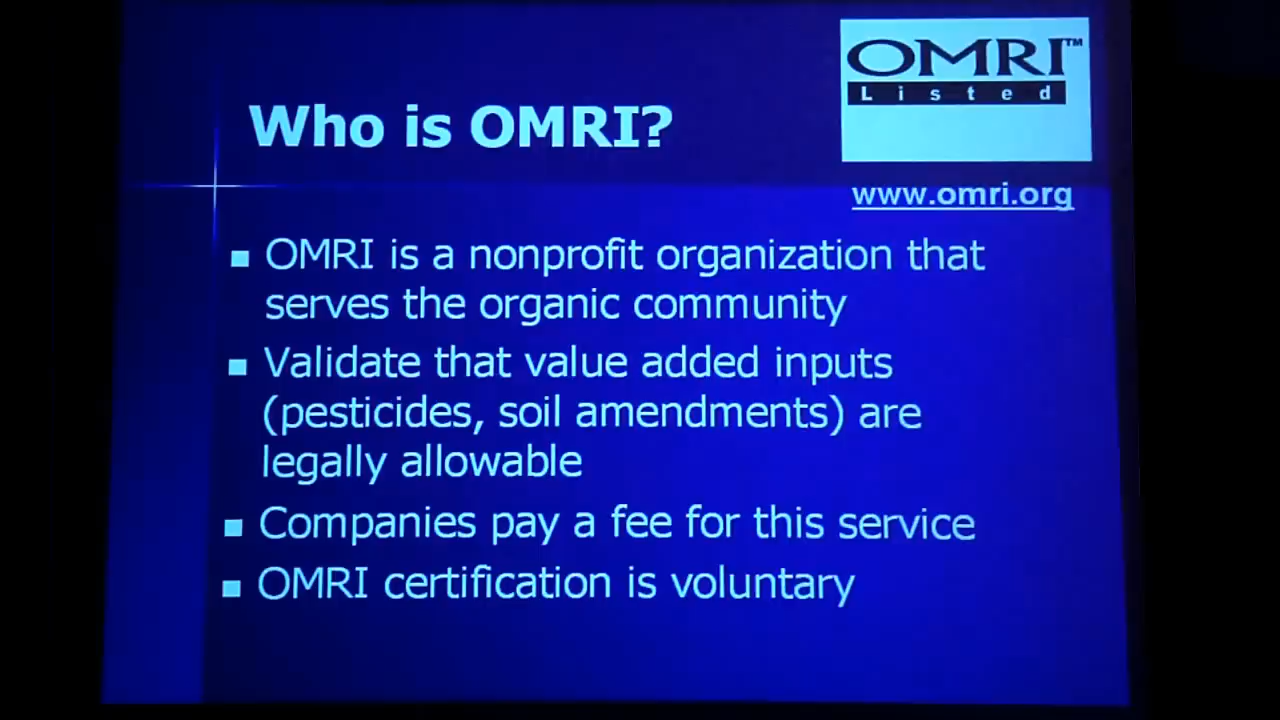 OMRI™
Listed
Who is OMRI?
www.omri.org
OMRI is a nonprofit organization that
serves the organic community
Validate that value added inputs
(pesticides, soil amendments) are
legally allowable
Companies pay a fee for this service
OMRI certification is voluntary